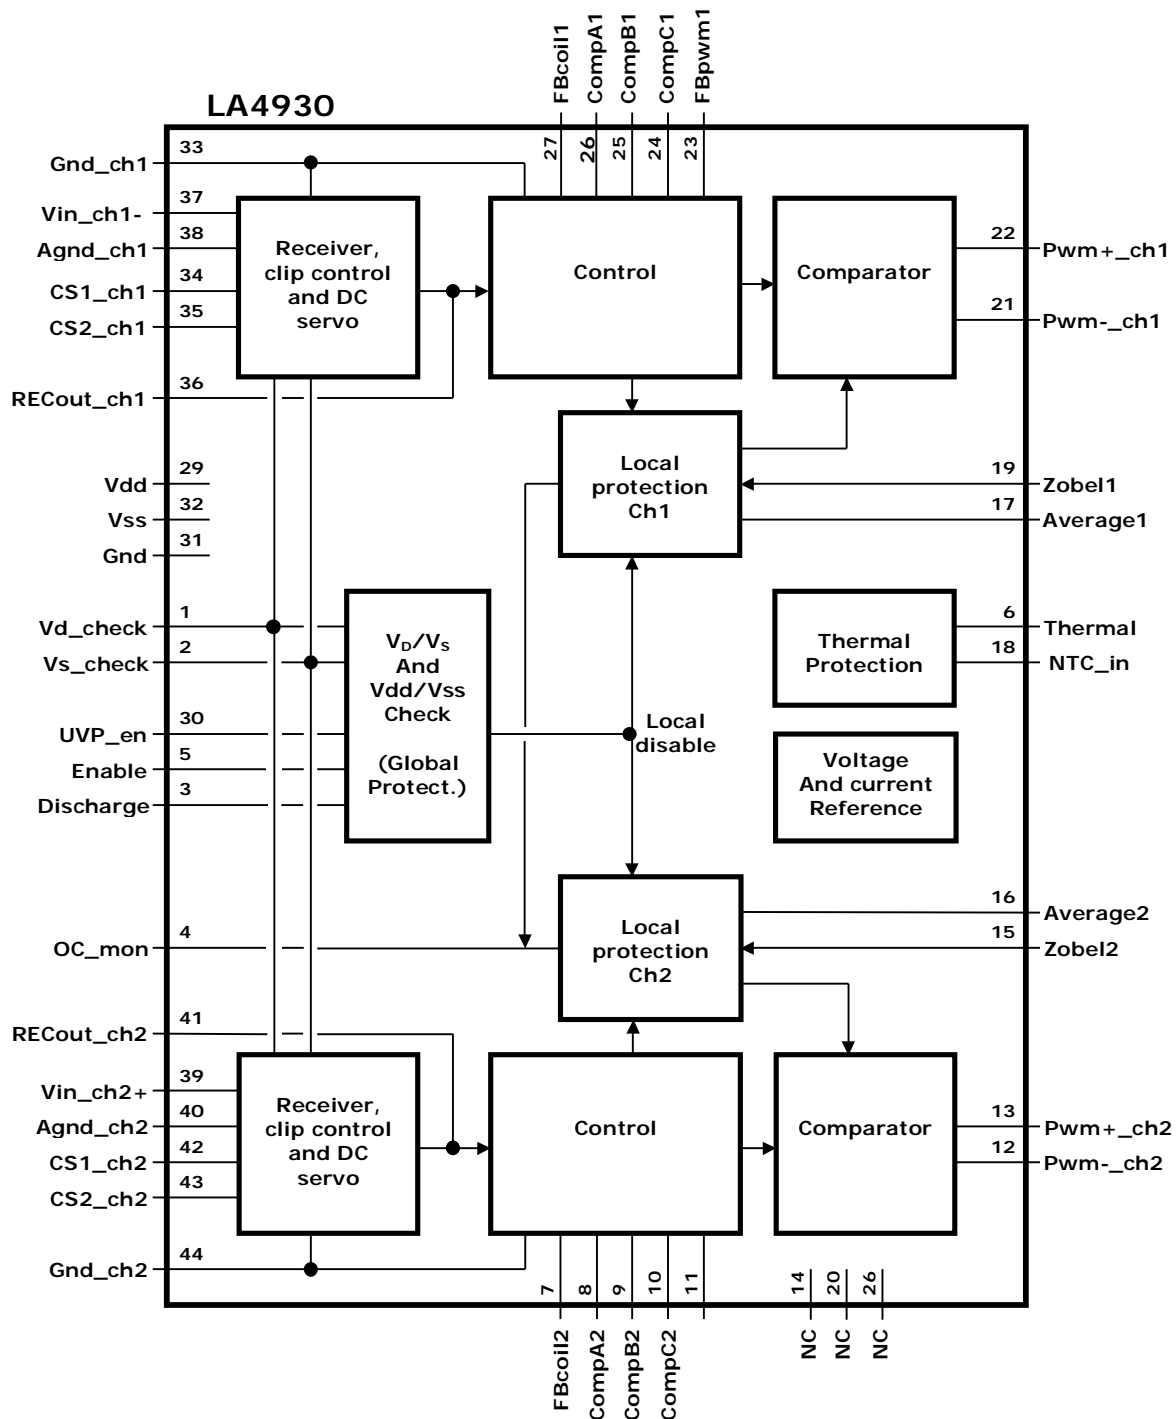 FBcoil1
CompA1
CompB1
CompC1
FBpwm1
LA4930
27
26
25
24
23
33
Gnd_ch1
37
Vin_ch1-
38
Agnd_ch1
34
CS1_ch1
35
CS2_ch1
36
RECout_ch1
Receiver,
clip control
and DC
servo
Control
Comparator
22
Pwm+_ch1
21
Pwm-_ch1
29
Vdd
32
Vss
31
Gnd
Local
protection
Ch1
19
Zobel1
17
Average1
1
Vd_check
2
Vs_check
30
UVP_en
5
Enable
3
Discharge
VD/VS
And
Vdd/Vss
Check
(Global
Protect.)
Local
disable
Thermal
Protection
6
Thermal
18
NTC_in
Voltage
And current
Reference
4
OC_mon
Local
protection
Ch2
16
Average2
15
Zobel2
41
RECout_ch2
39
Vin_ch2+
40
Agnd_ch2
42
CS1_ch2
43
CS2_ch2
44
Gnd_ch2
Receiver,
clip control
and DC
servo
Control
Comparator
13
Pwm+_ch2
12
Pwm-_ch2
7
8
9
10
11
14
20
26
FBcoil2
CompA2
CompB2
CompC2
NC
NC
NC